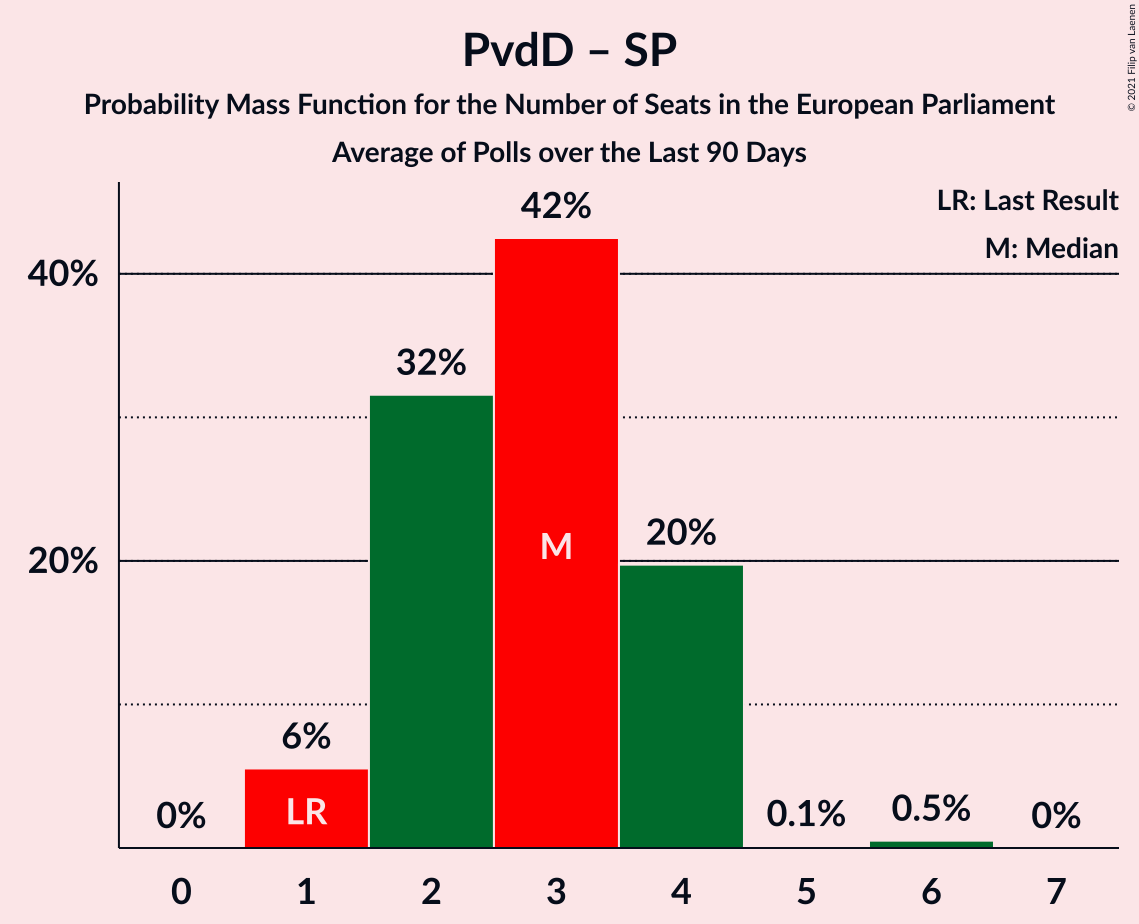 PvdD – SP
Probability Mass Function for the Number of Seats in the European Parliament
Average of Polls over the Last 90 Days
© 2021 Filip van Laenen
LR: Last Result
M: Median
40%
20%
0%
6%
32%
42%
20%
0.1%
0.5%
0%
LR
M
0 1 2 3 4 5 6 7